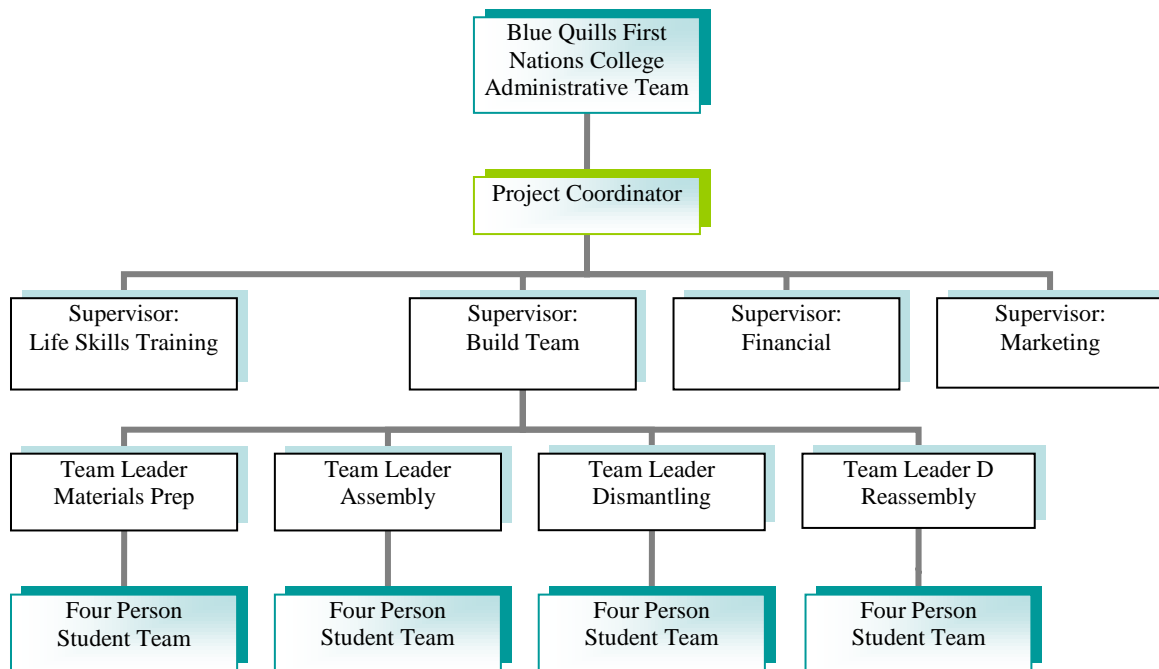 Blue Quills First
Nations College
Administrative Team
Project Coordinator
Supervisor:
Life Skills Training
Supervisor:
Build Team
Supervisor:
Financial
Supervisor:
Marketing
Team Leader
Materials Prep
Team Leader
Assembly
Team Leader
Dismantling
Team Leader D
Reassembly
Four Person
Student Team
Four Person
Student Team
Four Person
Student Team
Four Person
Student Team